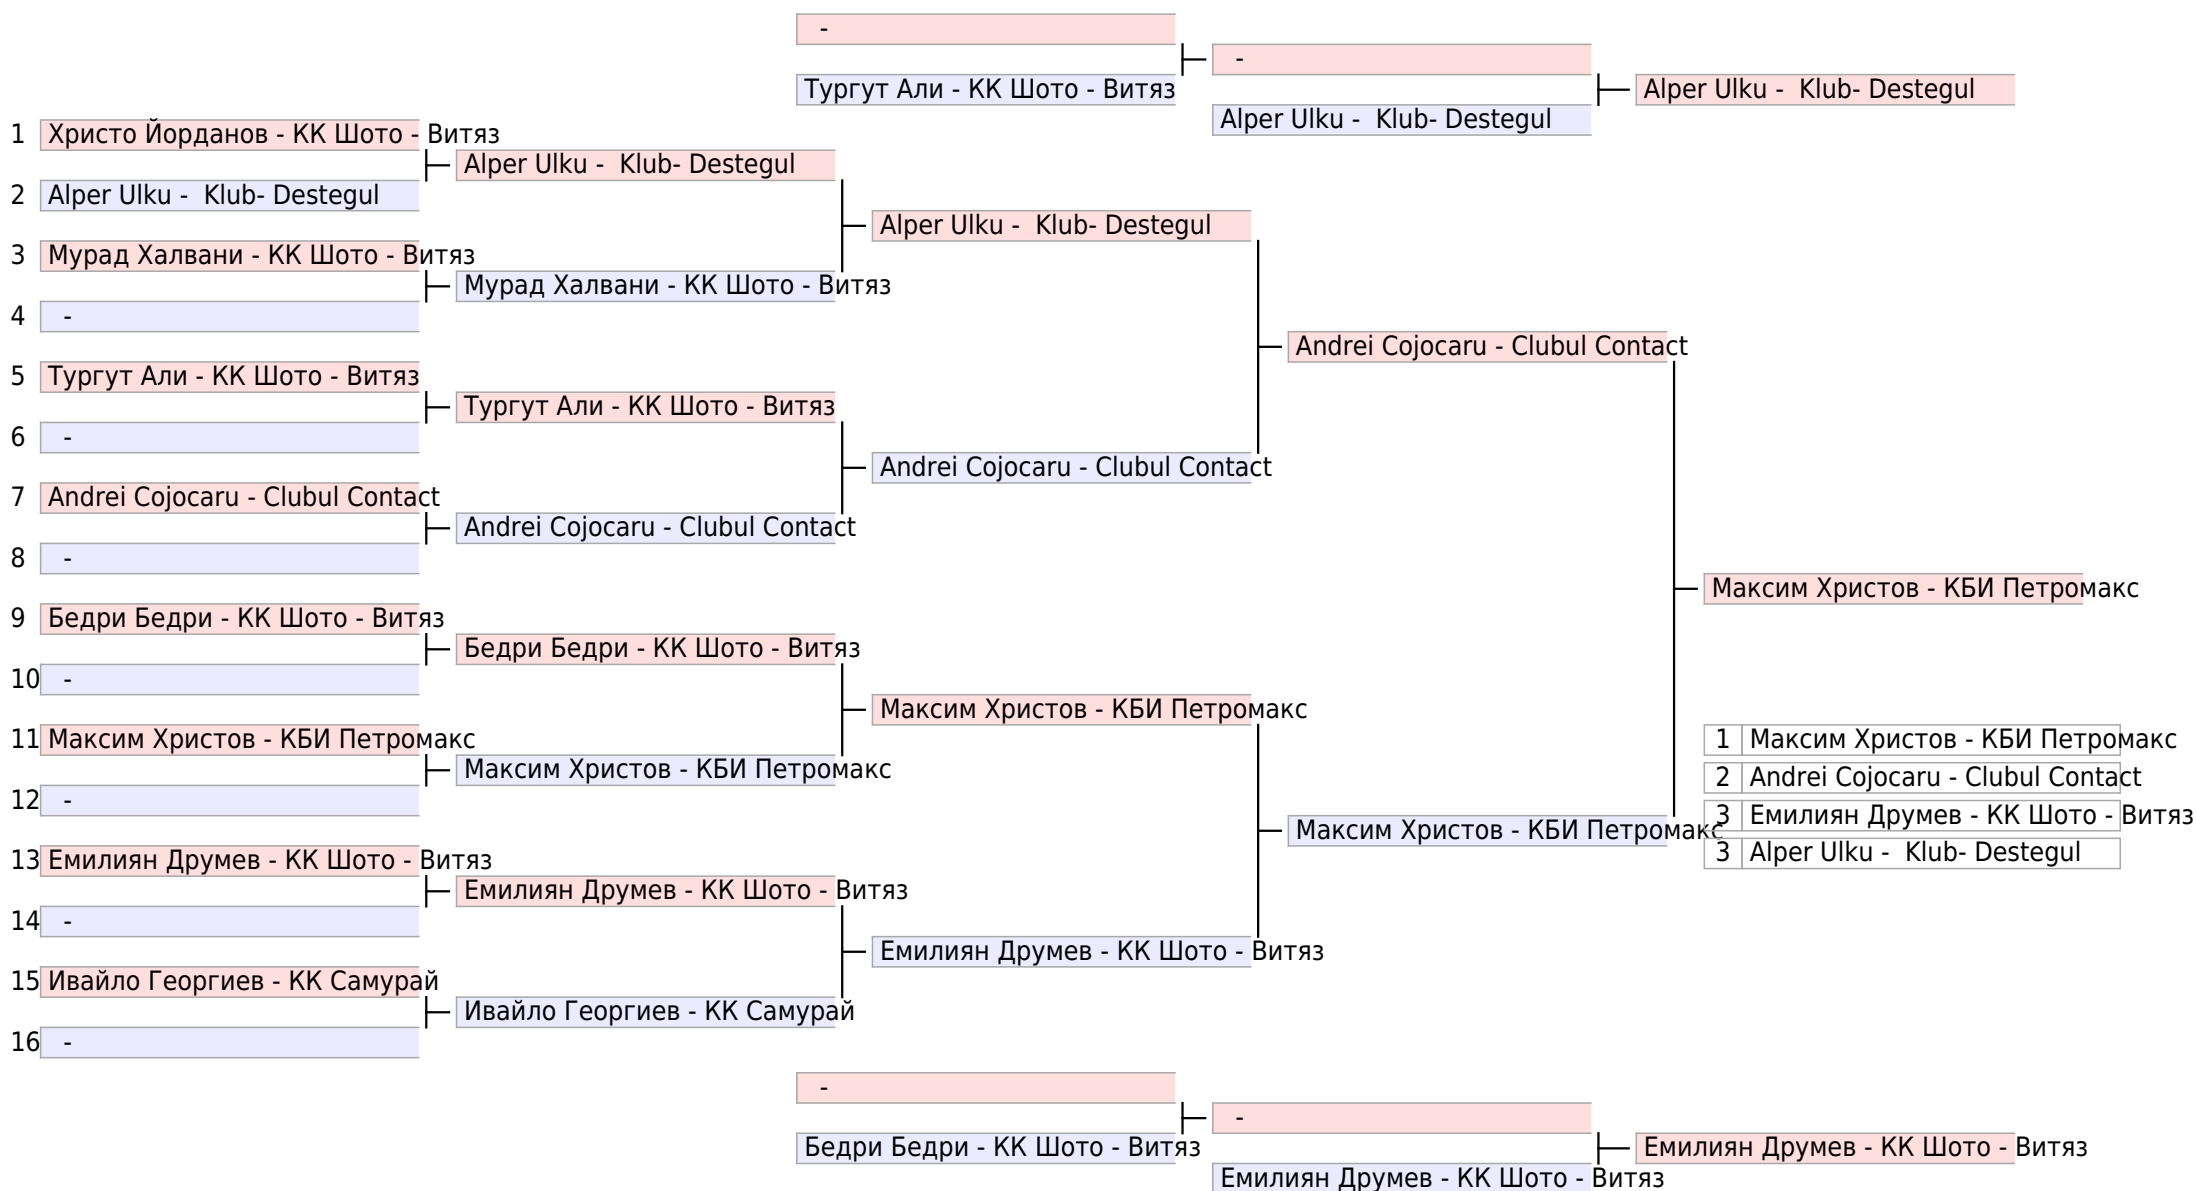 -
-
Тургут Али - КК Шото - Витяз
Alper Ulku -  Klub- Destegul
Alper Ulku -  Klub- Destegul
1 Христо Йорданов - КК Шото - Витяз
Alper Ulku -  Klub- Destegul
2 Alper Ulku -  Klub- Destegul
Alper Ulku -  Klub- Destegul
3 Мурад Халвани - КК Шото - Витяз
Мурад Халвани - КК Шото - Витяз
4 -
Andrei Cojocaru - Clubul Contact
5 Тургут Али - КК Шото - Витяз
Тургут Али - КК Шото - Витяз
6 -
Andrei Cojocaru - Clubul Contact
7 Andrei Cojocaru - Clubul Contact
Andrei Cojocaru - Clubul Contact
8 -
Максим Христов - КБИ Петромакс
9 Бедри Бедри - КК Шото - Витяз
Бедри Бедри - КК Шото - Витяз
10 -
Максим Христов - КБИ Петромакс
11 Максим Христов - КБИ Петромакс
1 Максим Христов - КБИ Петромакс
Максим Христов - КБИ Петромакс
2 Andrei Cojocaru - Clubul Contact
12 -
3 Емилиян Друмев - КК Шото - Витяз
Максим Христов - КБИ Петромакс
3 Alper Ulku -  Klub- Destegul
13 Емилиян Друмев - КК Шото - Витяз
Емилиян Друмев - КК Шото - Витяз
14 -
Емилиян Друмев - КК Шото - Витяз
15 Ивайло Георгиев - КК Самурай
Ивайло Георгиев - КК Самурай
16 -
-
-
Бедри Бедри - КК Шото - Витяз
Емилиян Друмев - КК Шото - Витяз
Емилиян Друмев - КК Шото - Витяз